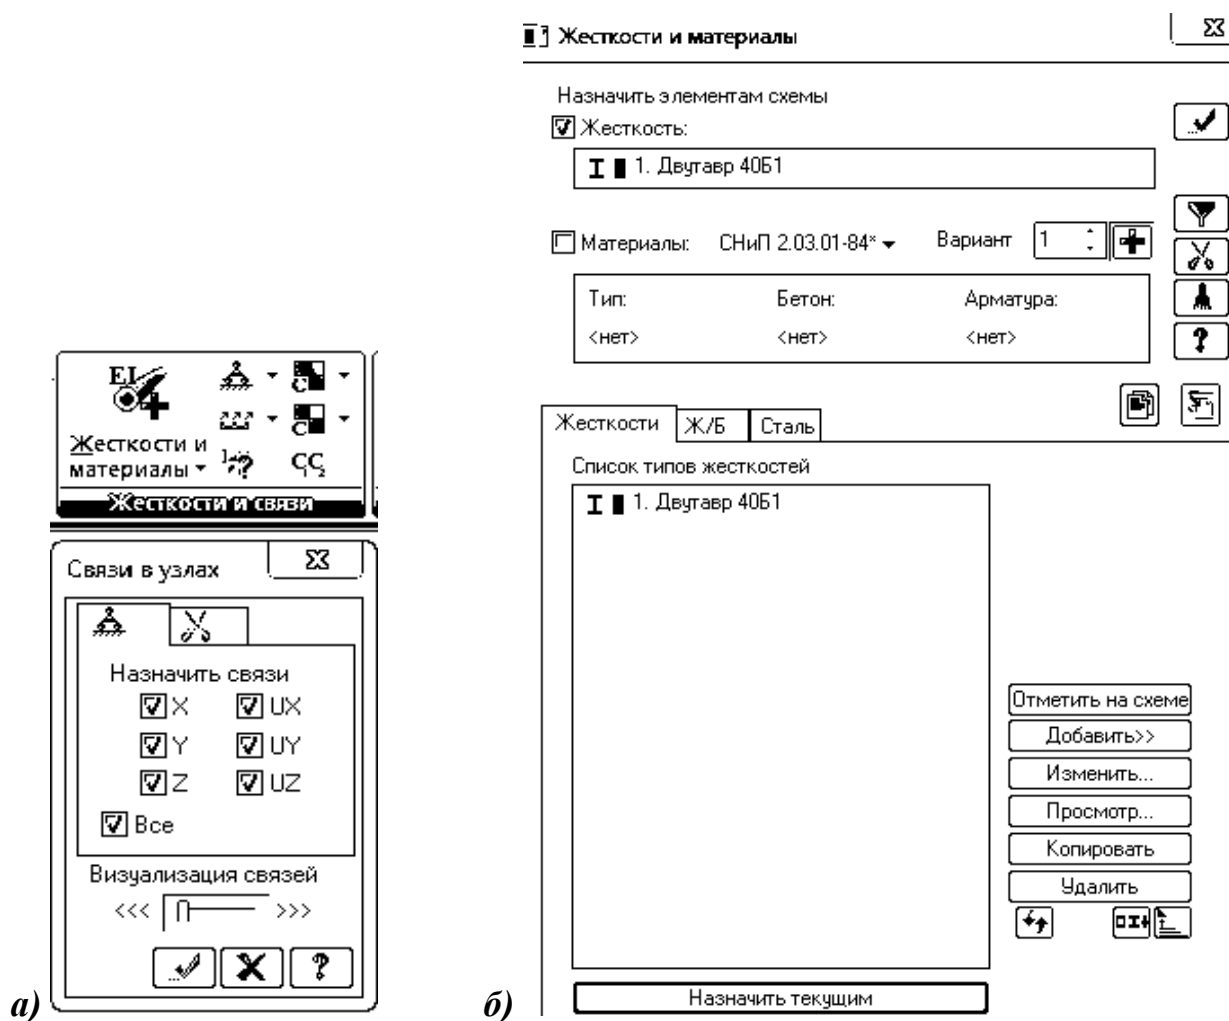 EI
Жесткости и
материалы
Жесткости и связи
Связи в узлах
Назначить связи
X UX
Y UY
Z UZ
Все
Визуализация связей
<<< >>>
?
а)
Жесткости и материалы
Назначить элементам схемы
Жесткость:
1. Двутавр 40Б1
Материалы: СНиП 2.03.01-84* Вариант 1
Тип: Бетон: Арматура:
<нет> <нет> <нет>
?
Жесткости Ж/Б Сталь
Список типов жесткостей
1. Двутавр 40Б1
Отметить на схеме
Добавить>>
Изменить...
Просмотр...
Копировать
Удалить
Назначить текущим
б)